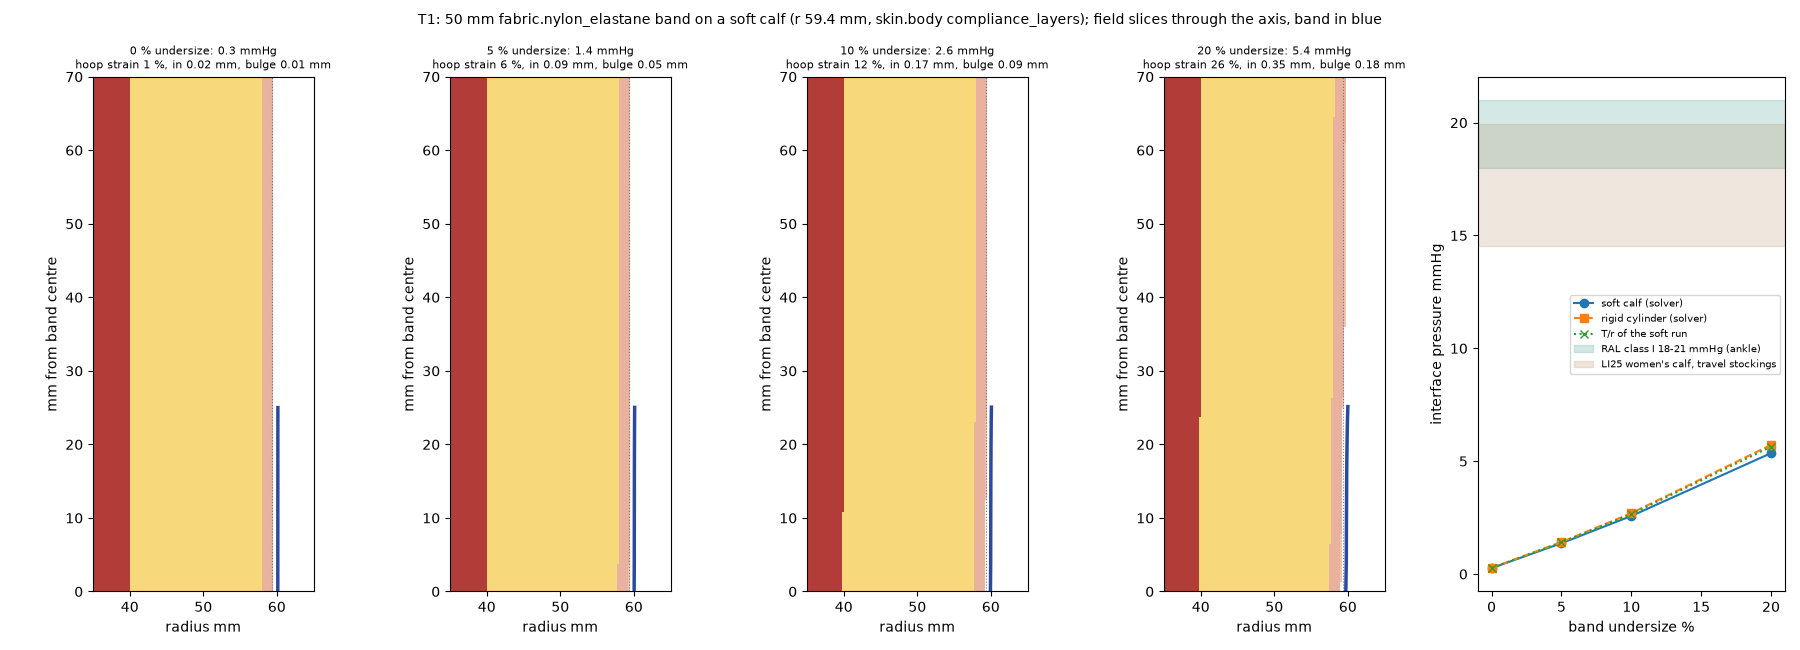 T1: 50 mm fabric.nylon_elastane band on a soft calf (r 59.4 mm, skin.body compliance_layers); field slices through the axis, band in blue
0 % undersize: 0.3 mmHg
hoop strain 1 %, in 0.02 mm, bulge 0.01 mm
70
60
50
40
30
20
10
0
mm from band centre
40
50
60
radius mm
5 % undersize: 1.4 mmHg
hoop strain 6 %, in 0.09 mm, bulge 0.05 mm
70
60
50
40
30
20
10
0
mm from band centre
40
50
60
radius mm
10 % undersize: 2.6 mmHg
hoop strain 12 %, in 0.17 mm, bulge 0.09 mm
70
60
50
40
30
20
10
0
mm from band centre
40
50
60
radius mm
20 % undersize: 5.4 mmHg
hoop strain 26 %, in 0.35 mm, bulge 0.18 mm
70
60
50
40
30
20
10
0
mm from band centre
40
50
60
radius mm
20
15
10
5
0
interface pressure mmHg
soft calf (solver)
rigid cylinder (solver)
T/r of the soft run
RAL class I 18-21 mmHg (ankle)
LI25 women's calf, travel stockings
0
5
10
15
20
band undersize %